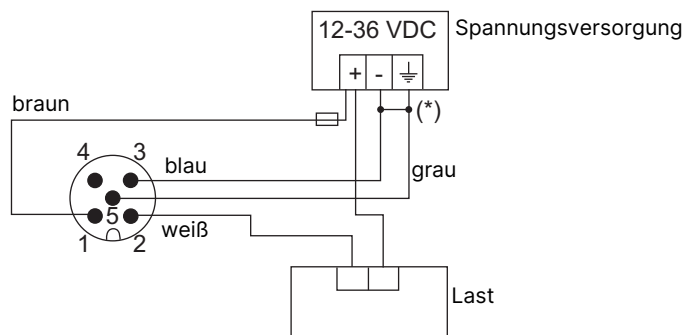 12-36 VDC
Spannungsversorgung
+ -
braun
(*)
4 3
blau
grau
5
weiß
1 2
Last